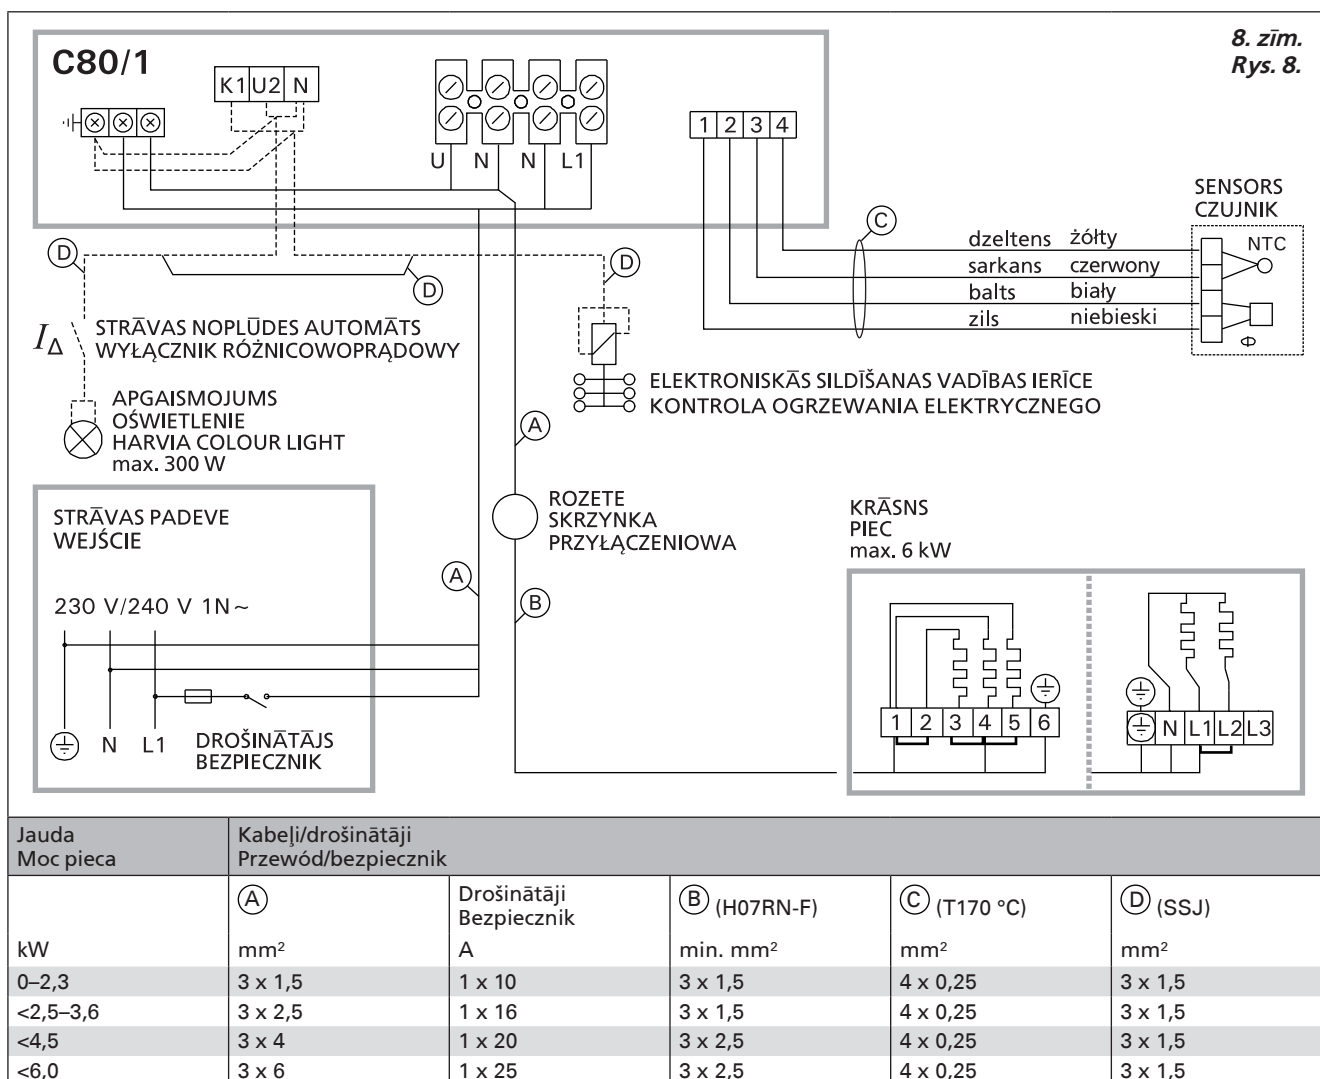 8. zīm.
Rys. 8.
C80/1
K1 U2 N
U N N L1
1 2 3 4
SENSORS
CZUJNIK
NTC
C
dzeltens żółty
sarkans czerwony
balts biały
zils niebieski
Φ
D
D
D
I∆
STRĀVAS NOPLŪDES AUTOMĀTS
WYŁĄCZNIK RÓŻNICOWOPRĄDOWY
ELEKTRONISKĀS SILDĪŠANAS VADĪBAS IERĪCE
KONTROLA OGRZEWANIA ELEKTRYCZNEGO
APGAISMOJUMS
OŚWIETLENIE
HARVIA COLOUR LIGHT
max. 300 W
A
STRĀVAS PADEVE
WEJŚCIE
ROZETE
SKRZYNKA
PRZYŁĄCZENIOWA
KRĀSNS
PIEC
max. 6 kW
A
B
230 V/240 V 1N~
N L1
DROŠINĀTĀJS
BEZPIECZNIK
1 2 3 4 5 6
N L1 L2 L3
Jauda
Moc pieca
Kabeļi/drošinātāji
Przewód/bezpiecznik
A
Drošinātāji
Bezpiecznik
B (H07RN-F)
C (T170 °C)
D (SSJ)
kW mm² A min. mm² mm² mm²
0–2,3 3 x 1,5 1 x 10 3 x 1,5 4 x 0,25 3 x 1,5
<2,5–3,6 3 x 2,5 1 x 16 3 x 1,5 4 x 0,25 3 x 1,5
<4,5 3 x 4 1 x 20 3 x 2,5 4 x 0,25 3 x 1,5
<6,0 3 x 6 1 x 25 3 x 2,5 4 x 0,25 3 x 1,5